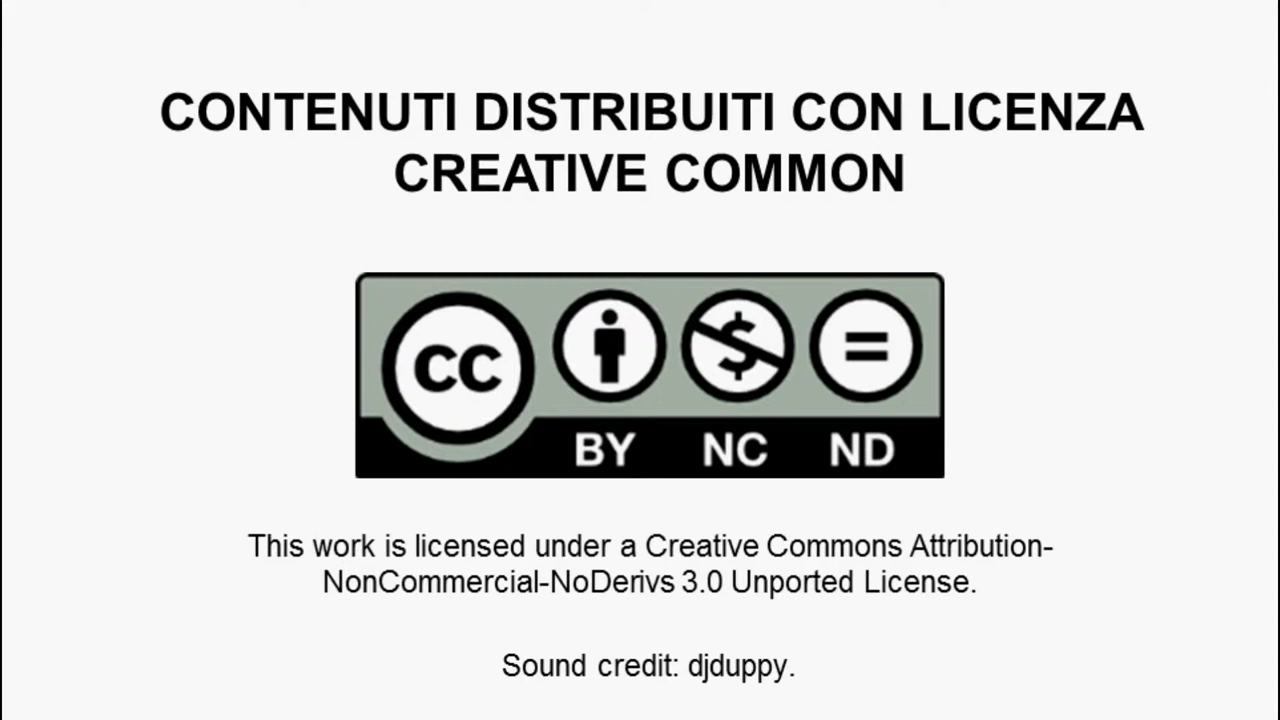 CONTENUTI DISTRIBUITI CON LICENZA
CREATIVE COMMON
CC
BY NC ND
This work is licensed under a Creative Commons Attribution-
NonCommercial-NoDerivs 3.0 Unported License.
Sound credit: djduppy.